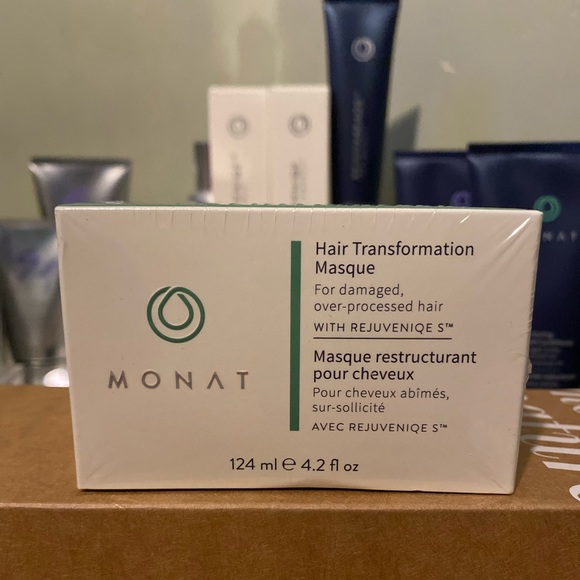 MONAT
Hair Transformation
Masque
For damaged,
over-processed hair
WITH REJUVENIQE S™
Masque restructurant
pour cheveux
Pour cheveux abîmés,
sur-sollicité
AVEC REJUVENIQE S™
124 ml ℮ 4.2 fl oz
MONAT